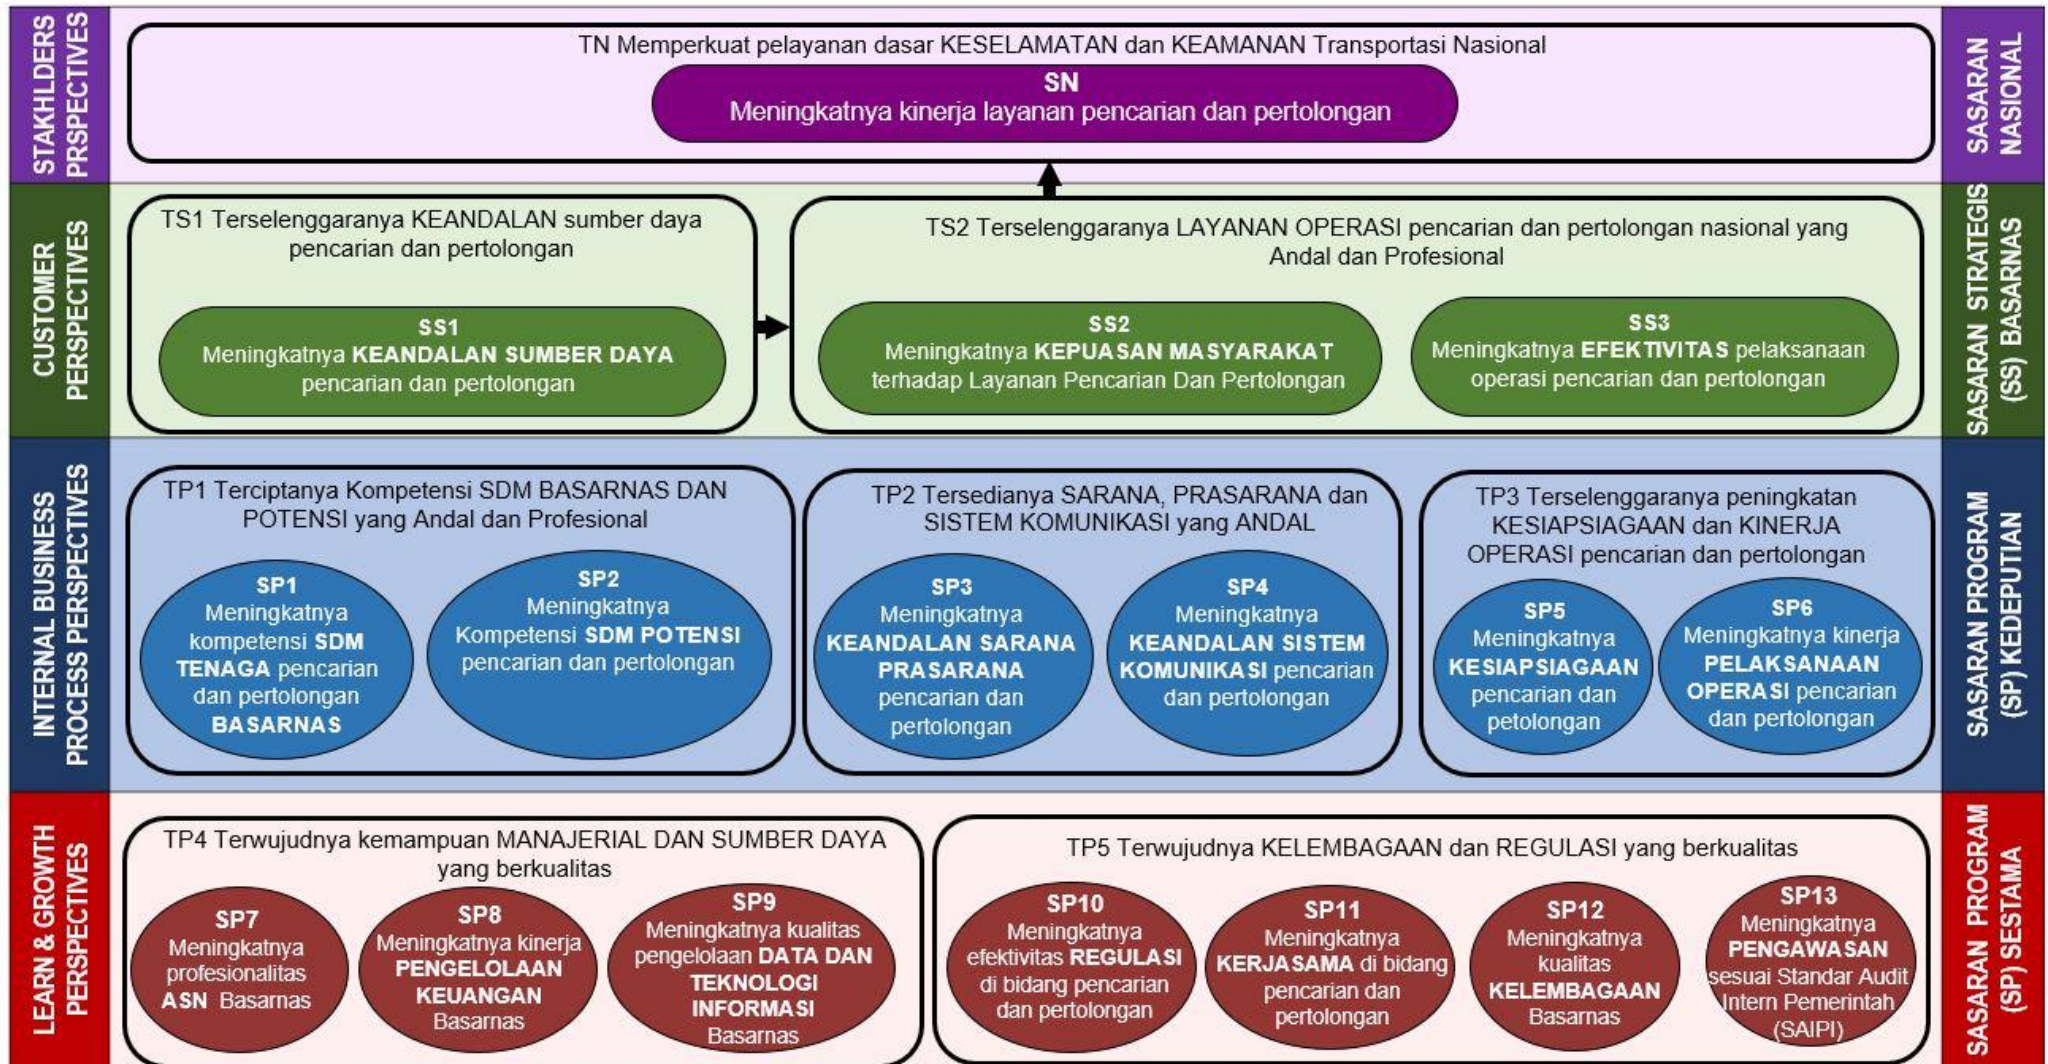 STAKHLDERS
PRSPECTIVES
TN Memperkuat pelayanan dasar KESELAMATAN dan KEAMANAN Transportasi Nasional
SN
Meningkatnya kinerja layanan pencarian dan pertolongan
SASARAN
NASIONAL
CUSTOMER
PERSPECTIVES
TS1 Terselenggaranya KEANDALAN sumber daya
pencarian dan pertolongan
SS1
Meningkatnya KEANDALAN SUMBER DAYA
pencarian dan pertolongan
TS2 Terselenggaranya LAYANAN OPERASI pencarian dan pertolongan nasional yang
Andal dan Profesional
SS2
Meningkatnya KEPUASAN MASYARAKAT
terhadap Layanan Pencarian Dan Pertolongan
SS3
Meningkatnya EFEKTIVITAS pelaksanaan
operasi pencarian dan pertolongan
SASARAN STRATEGIS
(SS) BASARNAS
INTERNAL BUSINESS
PROCESS PERSPECTIVES
TP1 Terciptanya Kompetensi SDM BASARNAS DAN
POTENSI yang Andal dan Profesional
SP1
Meningkatnya
kompetensi SDM
TENAGA pencarian
dan pertolongan
BASARNAS
SP2
Meningkatnya
Kompetensi SDM POTENSI
pencarian dan pertolongan
TP2 Tersedianya SARANA, PRASARANA dan
SISTEM KOMUNIKASI yang ANDAL
SP3
Meningkatnya
KEANDALAN SARANA
PRASARANA
pencarian dan
pertolongan
SP4
Meningkatnya
KEANDALAN SISTEM
KOMUNIKASI pencarian
dan pertolongan
TP3 Terselenggaranya peningkatan
KESIAPSIAGAAN dan KINERJA
OPERASI pencarian dan pertolongan
SP5
Meningkatnya
KESIAPSIAGAAN
pencarian dan
petolongan
SP6
Meningkatnya kinerja
PELAKSANAAN
OPERASI pencarian
dan pertolongan
SASARAN PROGRAM
(SP) KEDEPUTIAN
LEARN & GROWTH
PERSPECTIVES
TP4 Terwujudnya kemampuan MANAJERIAL DAN SUMBER DAYA
yang berkualitas
SP7
Meningkatnya
profesionalitas
ASN Basarnas
SP8
Meningkatnya kinerja
PENGELOLAAN
KEUANGAN
Basarnas
SP9
Meningkatnya kualitas
pengelolaan DATA DAN
TEKNOLOGI
INFORMASI
Basarnas
TP5 Terwujudnya KELEMBAGAAN dan REGULASI yang berkualitas
SP10
Meningkatnya
efektivitas REGULASI
di bidang pencarian
dan pertolongan
SP11
Meningkatnya
KERJASAMA di bidang
pencarian dan
pertolongan
SP12
Meningkatnya
kualitas
KELEMBAGAAN
Basarnas
SP13
Meningkatnya
PENGAWASAN
sesuai Standar Audit
Intern Pemerintah
(SAIPI)
SASARAN PROGRAM
(SP) SESTAMA